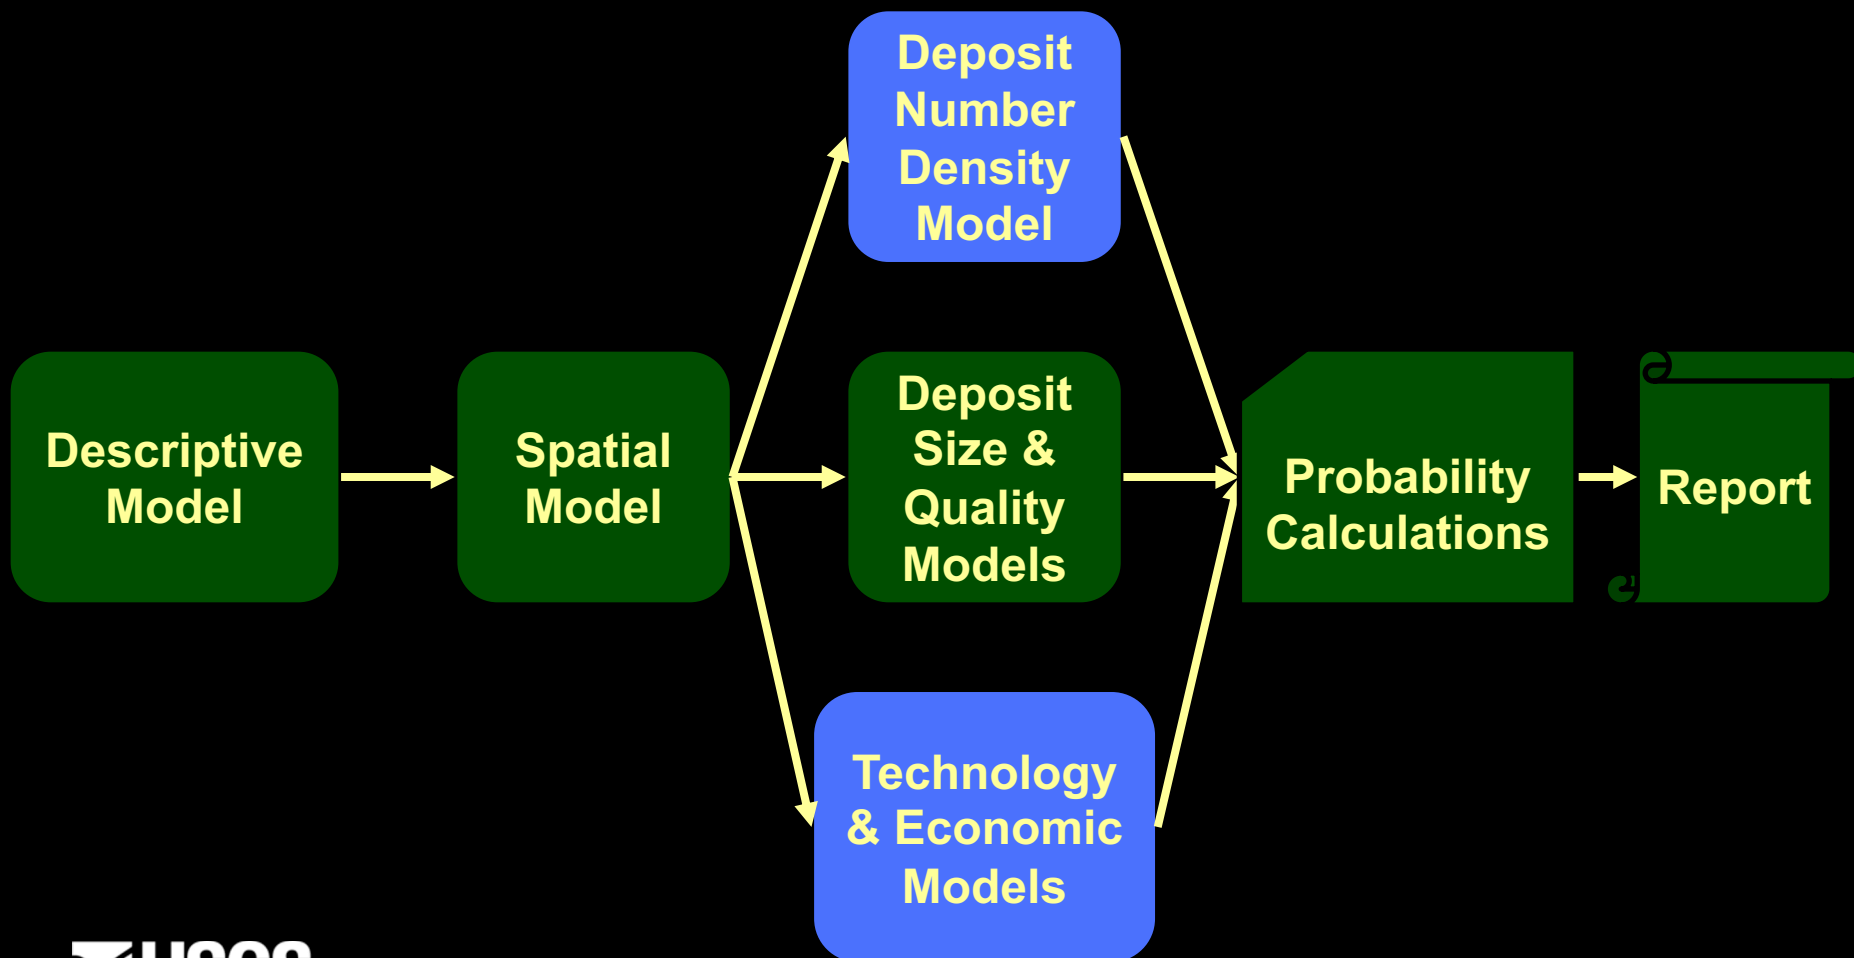 Deposit
Number
Density
Model
Descriptive
Model
Spatial
Model
Deposit
Size &
Quality
Models
Probability
Calculations
Report
Technology
& Economic
Models